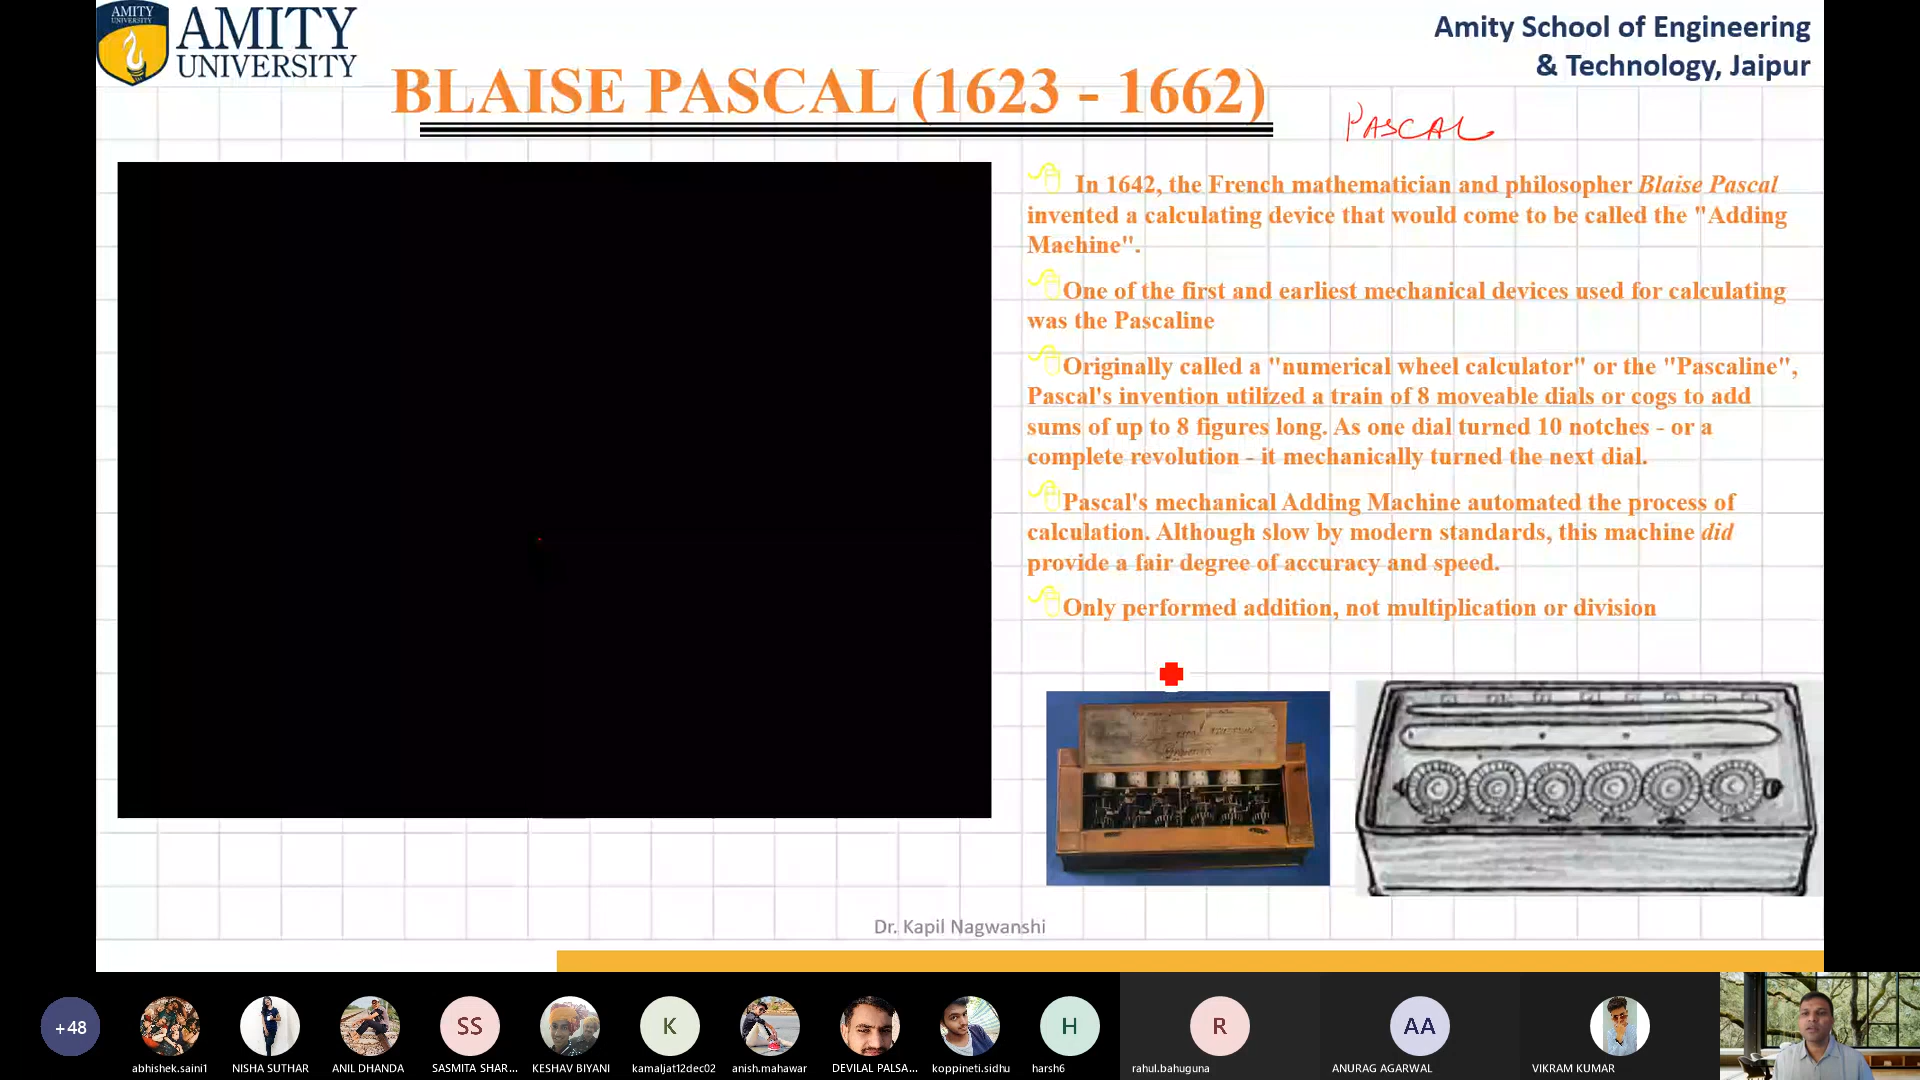 AMITY
UNIVERSITY
AMITY
UNIVERSITY
Amity School of Engineering
& Technology, Jaipur
BLAISE PASCAL (1623 - 1662)
PASCAL
In 1642, the French mathematician and philosopher Blaise Pascal
invented a calculating device that would come to be called the "Adding
Machine".
One of the first and earliest mechanical devices used for calculating
was the Pascaline
Originally called a "numerical wheel calculator" or the "Pascaline",
Pascal's invention utilized a train of 8 moveable dials or cogs to add
sums of up to 8 figures long. As one dial turned 10 notches - or a
complete revolution - it mechanically turned the next dial.
Pascal's mechanical Adding Machine automated the process of
calculation. Although slow by modern standards, this machine did
provide a fair degree of accuracy and speed.
Only performed addition, not multiplication or division
Dr. Kapil Nagwanshi
+48
SS
K
H
R
AA
abhishek.saini1
NISHA SUTHAR
ANIL DHANDA
SASMITA SHAR...
KESHAV BIYANI
kamaljat12dec02
anish.mahawar
DEVILAL PALSA...
koppineti.sidhu
harsh6
rahul.bahuguna
ANURAG AGARWAL
VIKRAM KUMAR